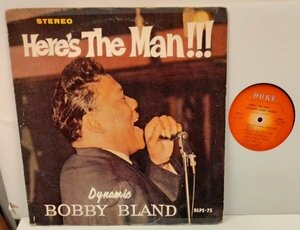 STEREO
Here's The Man!!!
Dynamic
BOBBY BLAND
DLPS-75
DUKE